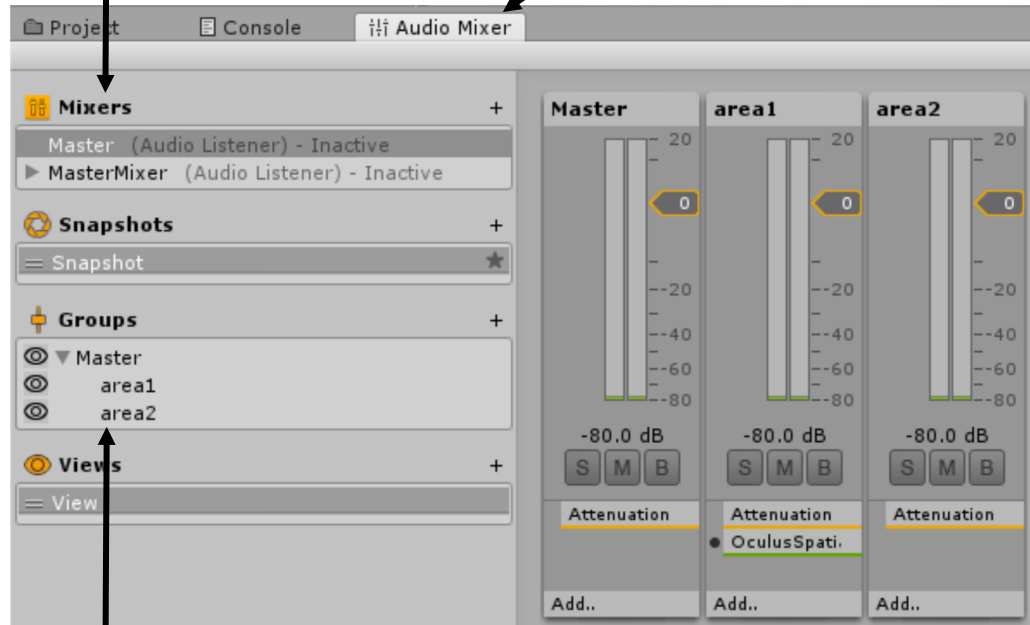 Project Console Audio Mixer
Mixers +
Master (Audio Listener) - Inactive
MasterMixer (Audio Listener) - Inactive
Snapshots +
Snapshot
Groups +
Master
area1
area2
Views +
View
Master area1 area2
20 20 20
0 0 0
-20 -20 -20
-40 -40 -40
-60 -60 -60
-80 -80 -80
-80.0 dB -80.0 dB -80.0 dB
S M B S M B S M B
Attenuation Attenuation Attenuation
OculusSpati.
Add.. Add.. Add..